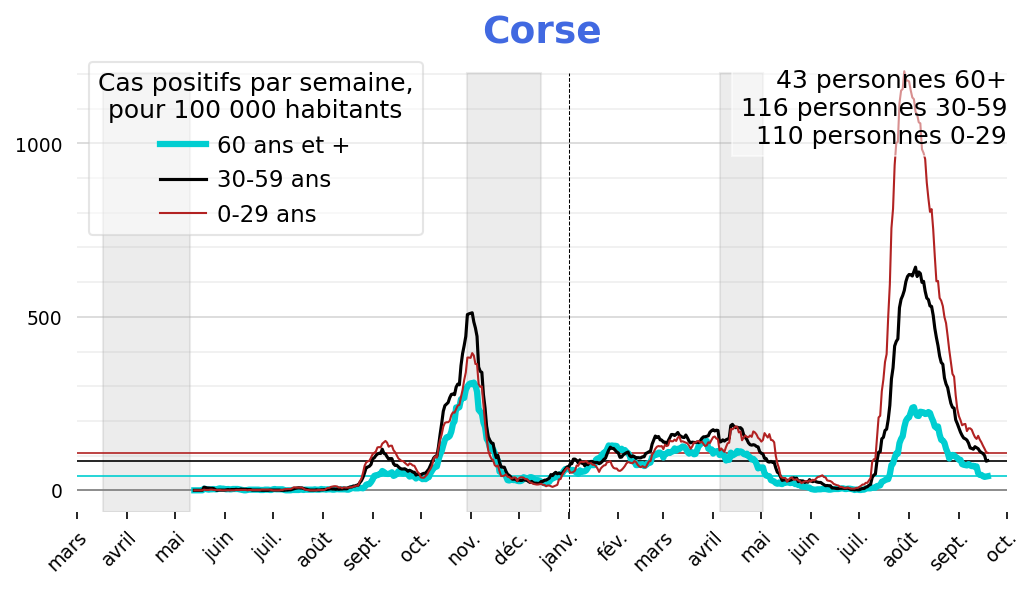 Corse
Cas positifs par semaine,
pour 100 000 habitants
60 ans et +
30-59 ans
0-29 ans
43 personnes 60+
116 personnes 30-59
110 personnes 0-29
1000
500
0
mars avril mai juin juil. août sept. oct. nov. déc. janv. fév. mars avril mai juin juil. août sept. oct.